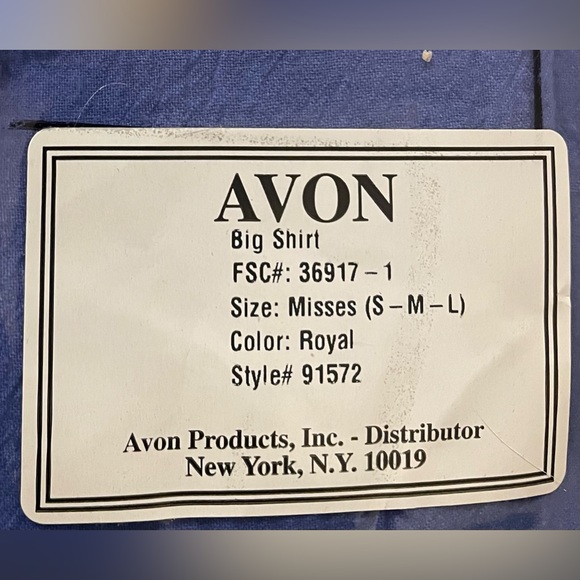 AVON
Big Shirt
FSC#: 36917-1
Size: Misses (S-M-L)
Color: Royal
Style# 91572
Avon Products, Inc. - Distributor
New York, N.Y. 10019